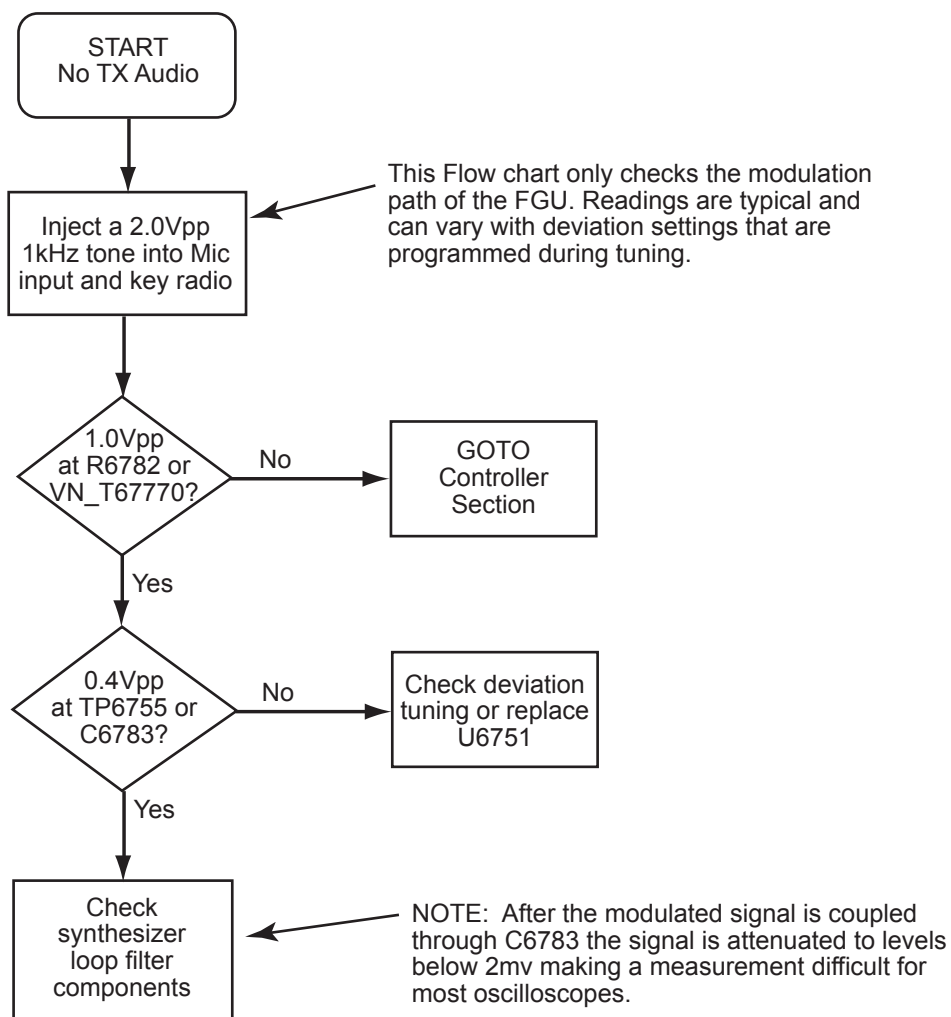 START
No TX Audio
This Flow chart only checks the modulation
path of the FGU. Readings are typical and
can vary with deviation settings that are
programmed during tuning.
Inject a 2.0Vpp
1kHz tone into Mic
input and key radio
1.0Vpp
at R6782 or
VN_T67770?
No
GOTO
Controller
Section
Yes
0.4Vpp
at TP6755 or
C6783?
No
Check deviation
tuning or replace
U6751
Yes
Check
synthesizer
loop filter
components
NOTE:  After the modulated signal is coupled
through C6783 the signal is attenuated to levels
below 2mv making a measurement difficult for
most oscilloscopes.